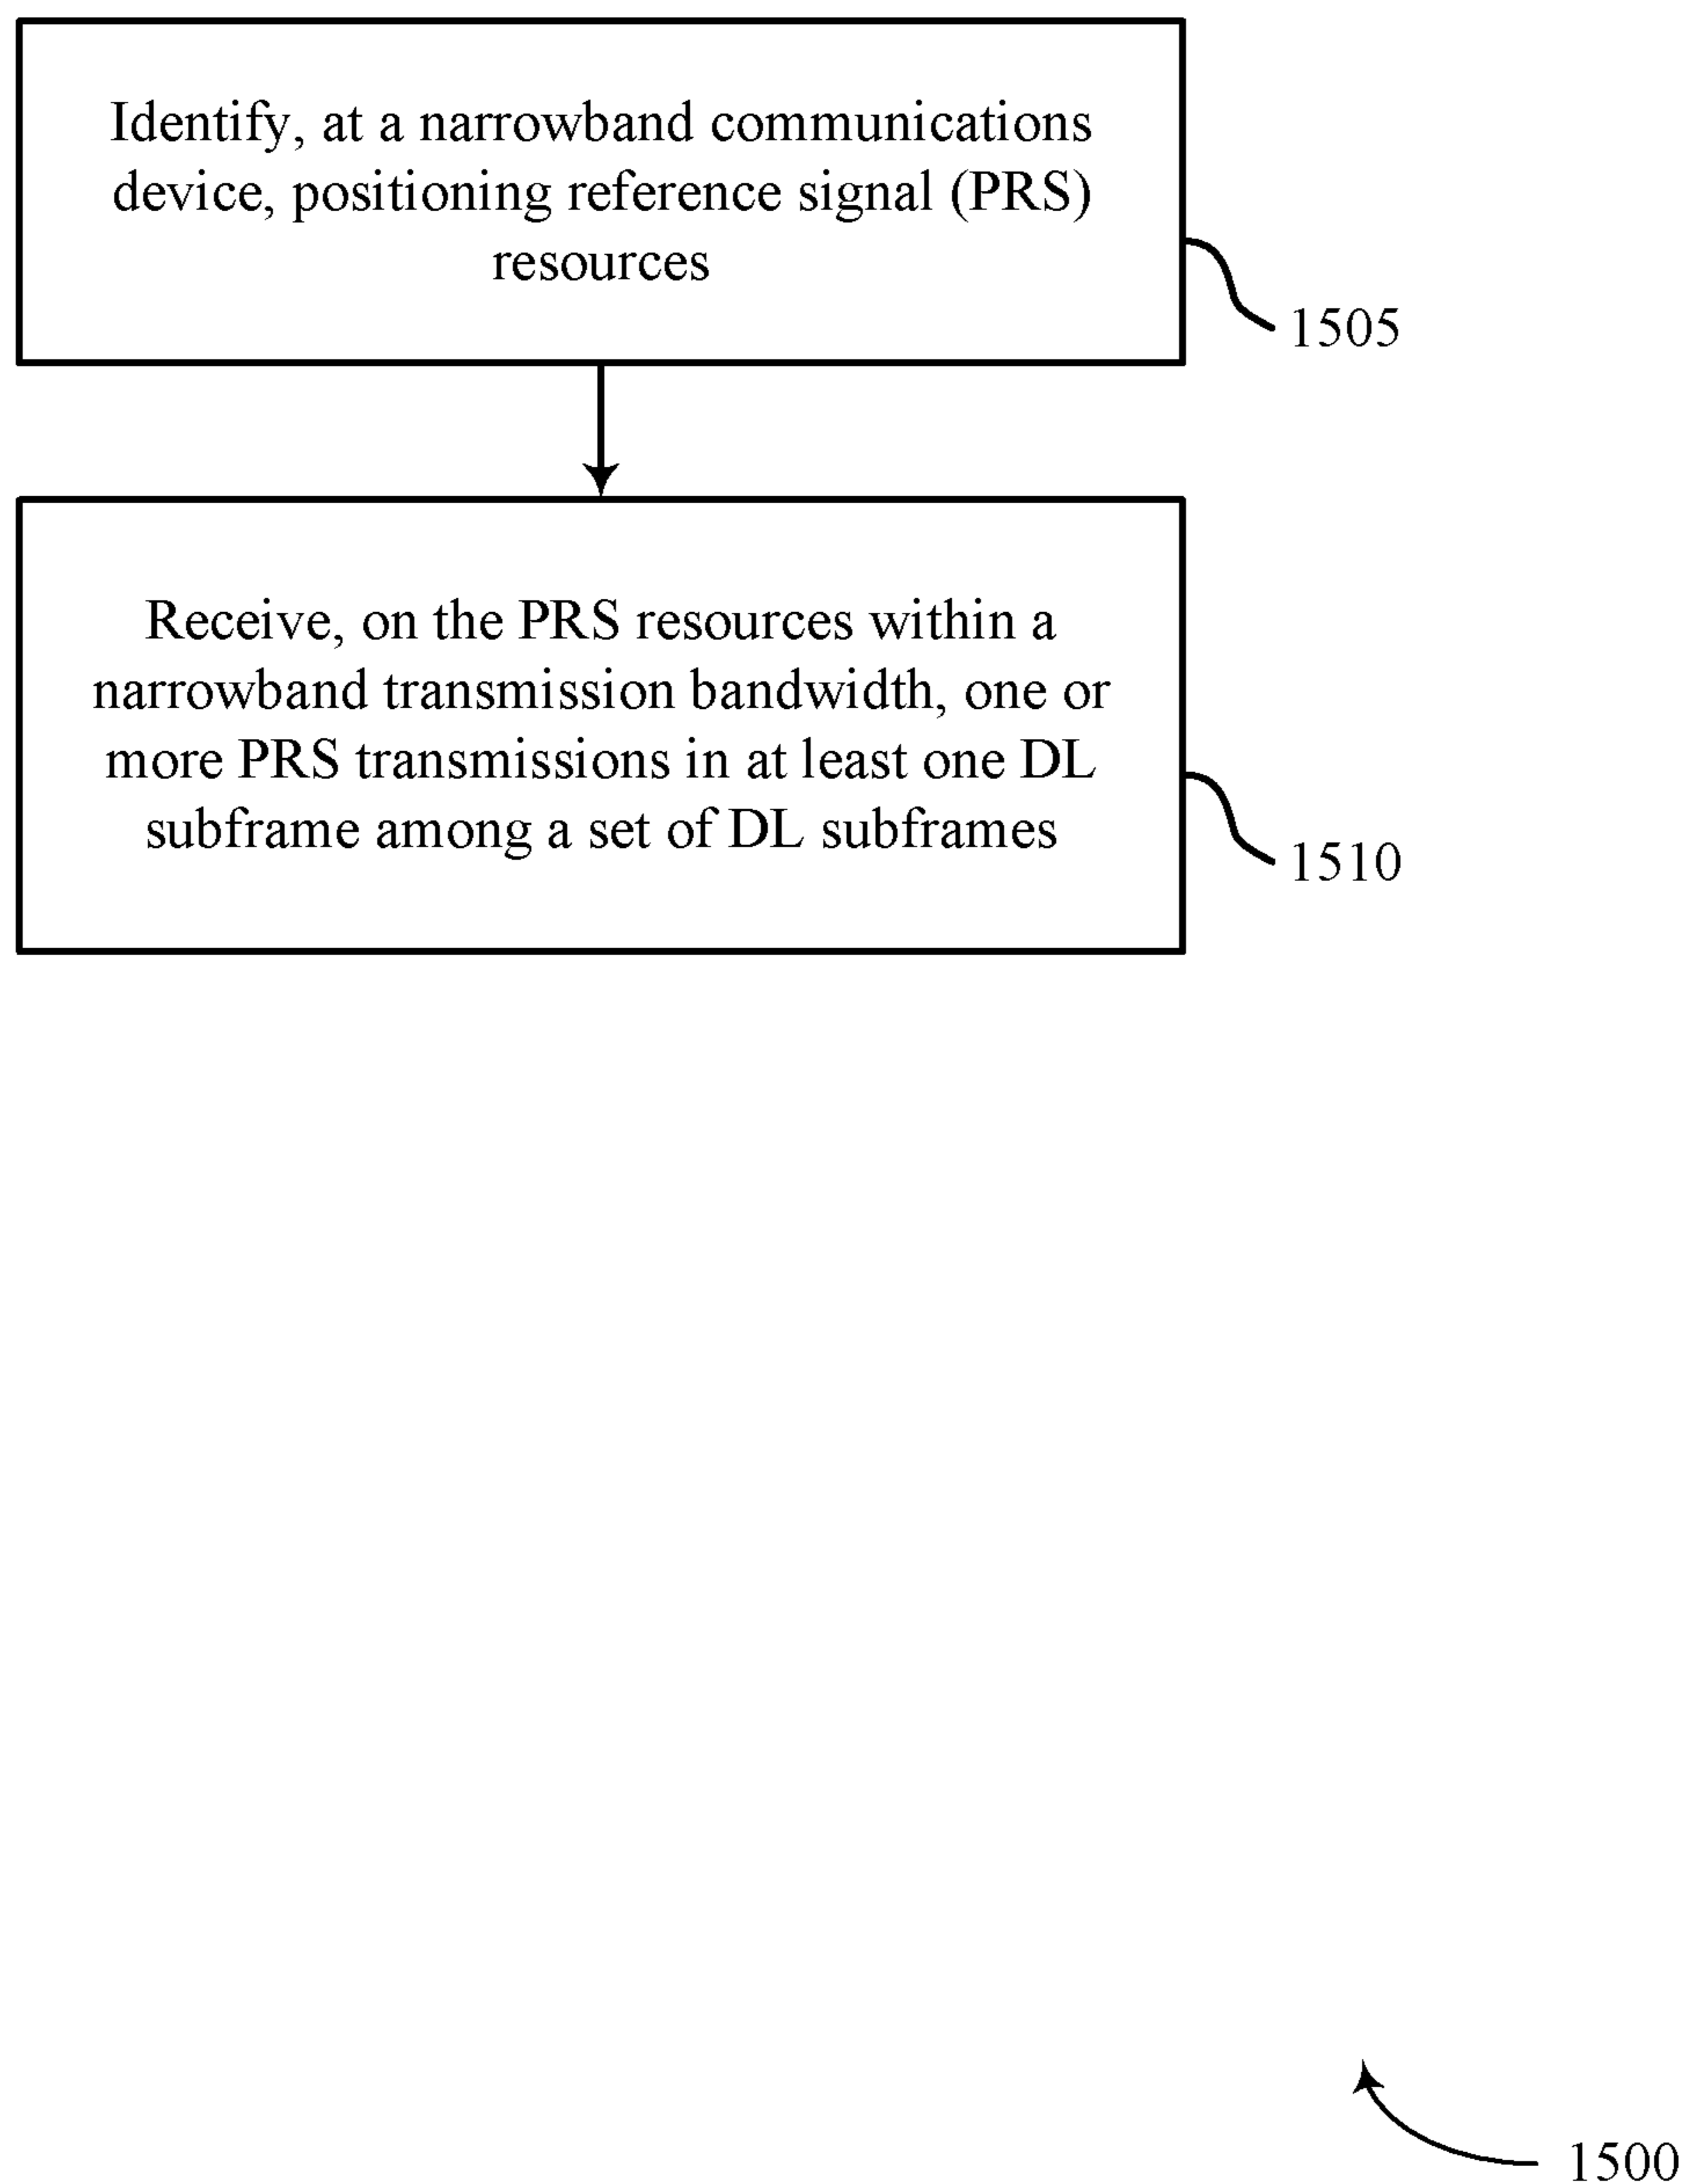 Identify, at a narrowband communications
device, positioning reference signal (PRS)
resources
1505
Receive, on the PRS resources within a
narrowband transmission bandwidth, one or
more PRS transmissions in at least one DL
subframe among a set of DL subframes
1510
1500